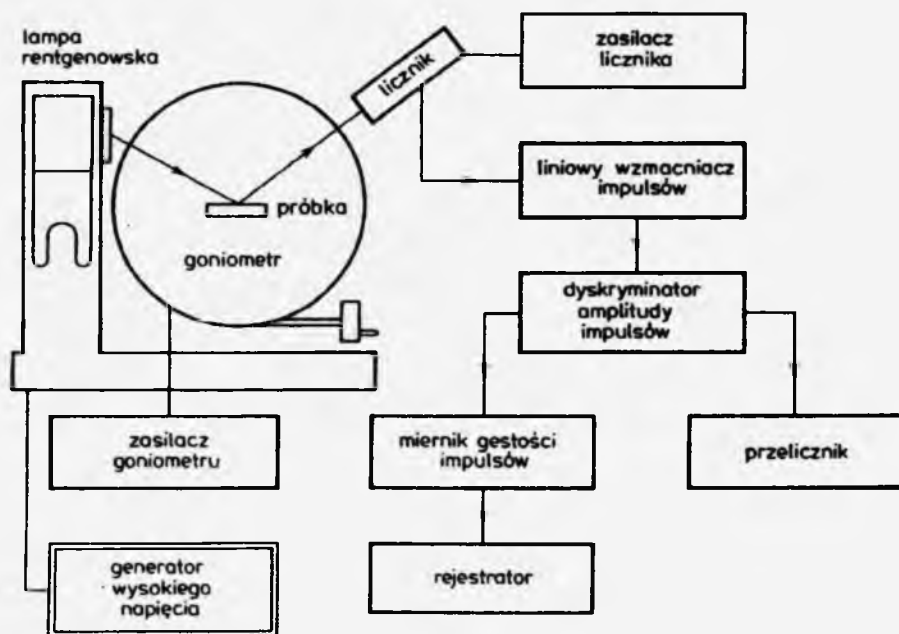 lampa
rentgenowska
licznik
zasilacz
licznika
liniowy wzmacniacz
impulsów
próbka
goniometr
dyskryminator
amplitudy
impulsów
zasilacz
goniometru
miernik gestości
impulsów
przelicznik
generator
wysokiego
napięcia
rejestrator